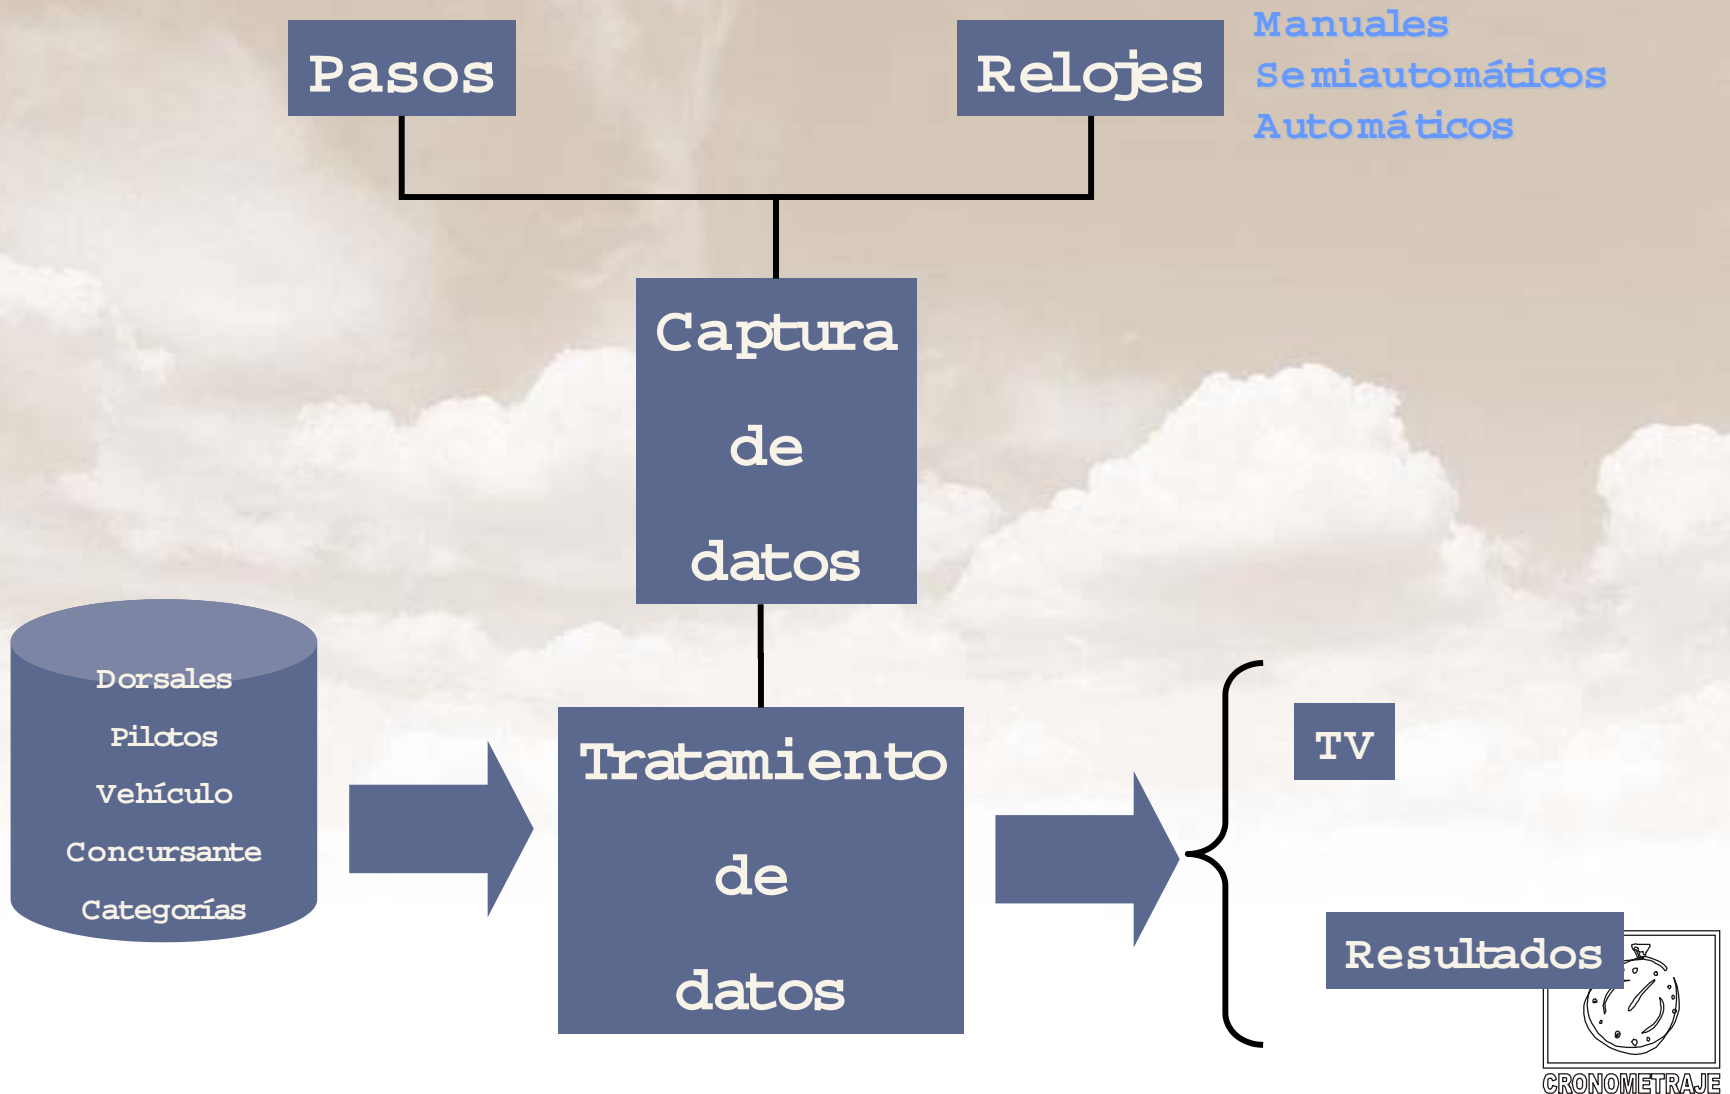 Pasos
Relojes
Manuales
Semiautomáticos
Automáticos
Captura
de
datos
Dorsales
Pilotos
Vehículo
Concursante
Categorías
Tratamiento
de
datos
TV
Resultados
CRONOMETRAJE